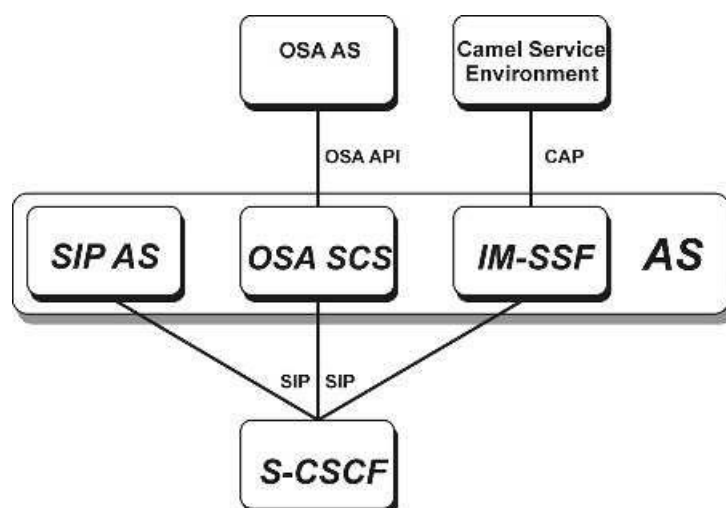 OSA AS
Camel Service
Environment
OSA API
CAP
SIP AS
OSA SCS
IM-SSF
AS
SIP
SIP
S-CSCF